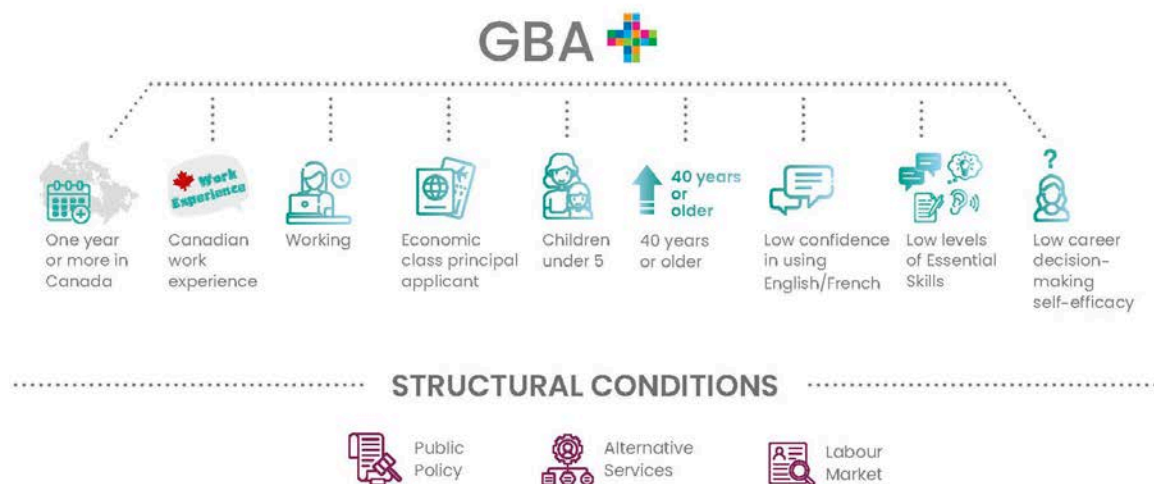 GBA
Work
Experience
40 years
or
older
One year
or more in
Canada
Canadian
work
experience
Working
Economic
class principal
applicant
Children
under 5
40 years
or older
Low confidence
in using
English/French
Low levels
of Essential
Skills
?
Low career
decision-
making
self-efficacy
STRUCTURAL CONDITIONS
Public
Policy
Alternative
Services
Labour
Market